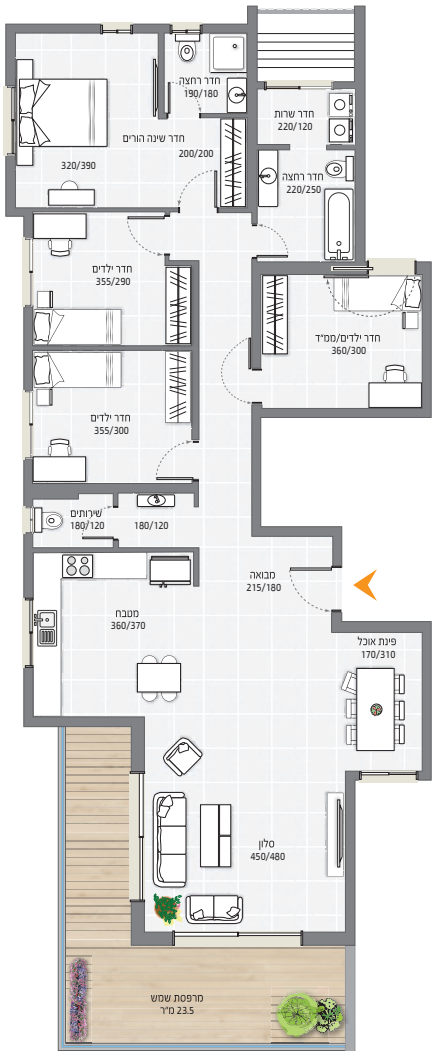 חדר רחצה
190/180
חדר שרות
220/120
חדר שינה הורים
200/200
320/390
חדר רחצה
220/250
חדר ילדים
355/290
חדר ילדים/ממ"ד
360/300
חדר ילדים
355/300
שירותים
180/120
180/120
מבואה
215/180
מטבח
360/370
פינת אוכל
170/310
סלון
450/480
מרפסת שמש
23.5 מ"ר